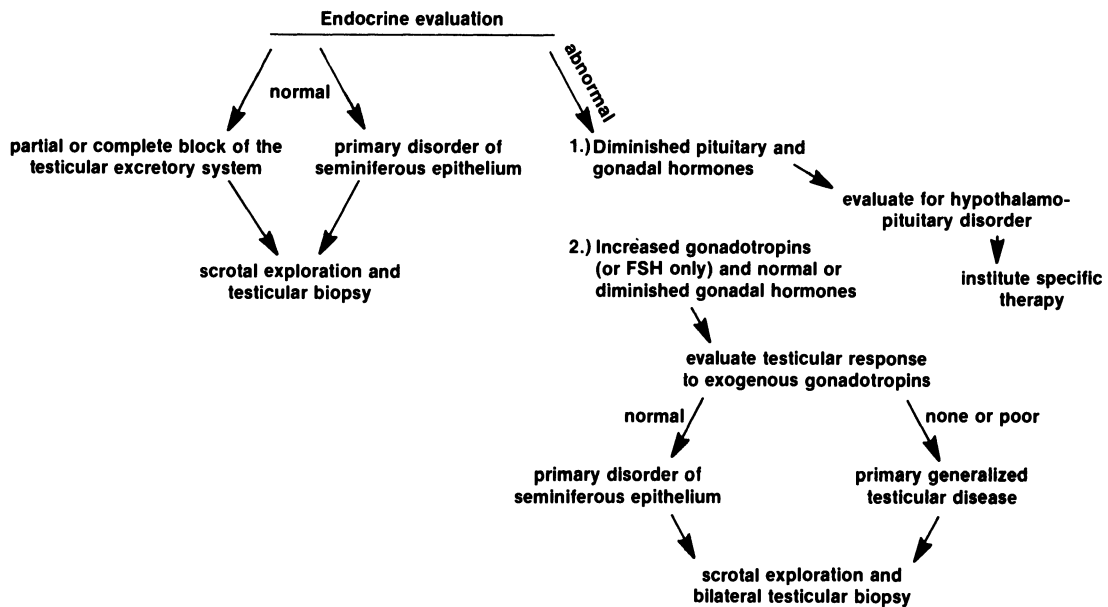 Endocrine evaluation
normal
abnormal
partial or complete block of the
testicular excretory system
primary disorder of
seminiferous epithelium
scrotal exploration and
testicular biopsy
1.) Diminished pituitary and
gonadal hormones
evaluate for hypothalamo-
pituitary disorder
institute specific
therapy
2.) Increased gonadotropins
(or FSH only) and normal or
diminished gonadal hormones
evaluate testicular response
to exogenous gonadotropins
normal
none or poor
primary disorder of
seminiferous epithelium
primary generalized
testicular disease
scrotal exploration and
bilateral testicular biopsy